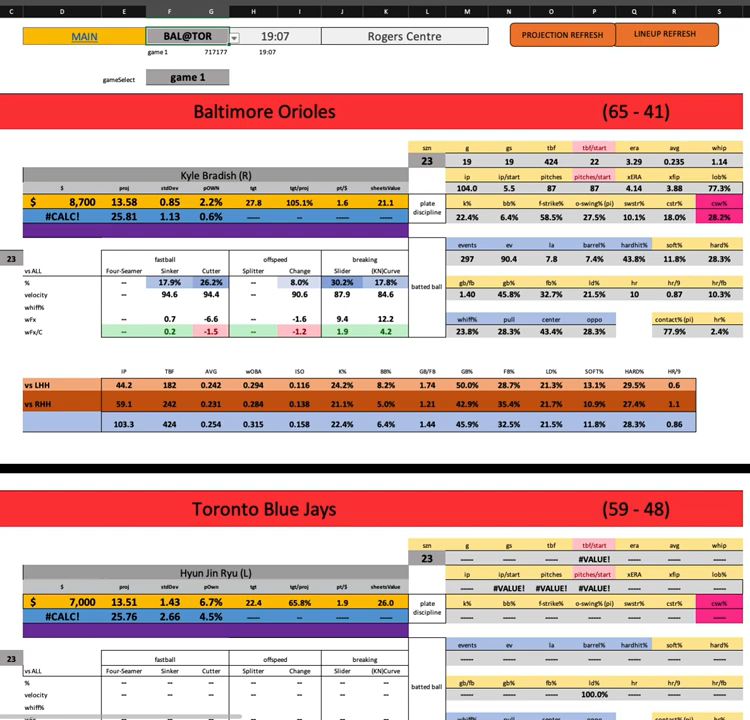 C D E F G H I J K L M N O P Q R S
MAIN BAL@TOR 19:07 Rogers Centre PROJECTION REFRESH LINEUP REFRESH
game 1 717177 19:07
gameSelect game 1
Baltimore Orioles (65 - 41)
szn g gs tbf tbf/start era avg whip
23 19 19 424 22 3.29 0.235 1.14
Kyle Bradish (R) ip ip/start pitches pitches/start xERA xfip lob%
$ proj stdDev pOWN tgt tgt/proj pt/$ sheetsValue 104.0 5.5 87 87 4.14 3.88 77.3%
$ 8,700 13.58 0.85 2.2% 27.8 105.1% 1.6 21.1 plate discipline k% bb% f-strike% o-swing% (pi) swstr% cstr% csw%
#CALC! 25.81 1.13 0.6% ---- -- ---- ---- 22.4% 6.4% 58.5% 27.5% 10.1% 18.0% 28.2%
23 fastball offspeed breaking batted ball events ev la barrel% hardhit% soft% hard%
vs ALL Four-Seamer Sinker Cutter Splitter Change Slider (KN)Curve 297 90.4 7.8 7.4% 43.8% 11.8% 28.3%
% -- 17.9% 26.2% -- 8.0% 30.2% 17.8% gb/fb gb% fb% ld% hr hr/9 hr/fb
velocity -- 94.6 94.4 -- 90.6 87.9 84.6 1.40 45.8% 32.7% 21.5% 10 0.87 10.3%
whiff%
wFx -- 0.7 -6.6 -- -1.6 9.4 12.2 whiff% pull center oppo contact% (pi) hr%
wFx/C -- 0.2 -1.5 -- -1.2 1.9 4.2 23.8% 28.3% 43.4% 28.3% 77.9% 2.4%
IP TBF AVG wOBA ISO K% BB% GB/FB GB% FB% LD% SOFT% HARD% HR/9
vs LHH 44.2 182 0.242 0.294 0.116 24.2% 8.2% 1.74 50.0% 28.7% 21.3% 13.1% 29.5% 0.6
vs RHH 59.1 242 0.231 0.284 0.138 21.1% 5.0% 1.21 42.9% 35.4% 21.7% 10.9% 27.4% 1.1
103.3 424 0.254 0.315 0.158 22.4% 6.4% 1.44 45.9% 32.5% 21.5% 11.8% 28.3% 0.86
Toronto Blue Jays (59 - 48)
szn g gs tbf tbf/start era avg whip
23 ---- ---- ---- #VALUE! ---- ---- ----
Hyun Jin Ryu (L) ip ip/start pitches pitches/start xERA xfip lob%
$ proj stdDev pOwn tgt tgt/proj pt/$ sheetsValue ---- #VALUE! #VALUE! #VALUE! ---- ---- ----
$ 7,000 13.51 1.43 6.7% 22.4 65.8% 1.9 26.0 plate discipline k% bb% f-strike% o-swing% (pi) swstr% cstr% csw%
#CALC! 25.76 2.66 4.5% ---- -- ---- ---- ---- ---- ---- ---- ---- ---- ----
23 fastball offspeed breaking batted ball events ev la barrel% hardhit% soft% hard%
vs ALL Four-Seamer Sinker Cutter Splitter Change Slider (KN)Curve ---- ---- ---- ---- ---- ---- ----
% -- -- -- -- -- -- -- gb/fb gb% fb% ld% hr hr/9 hr/fb
velocity -- -- -- -- -- -- -- ---- ---- ---- 100.0% ---- ---- ----
whiff%